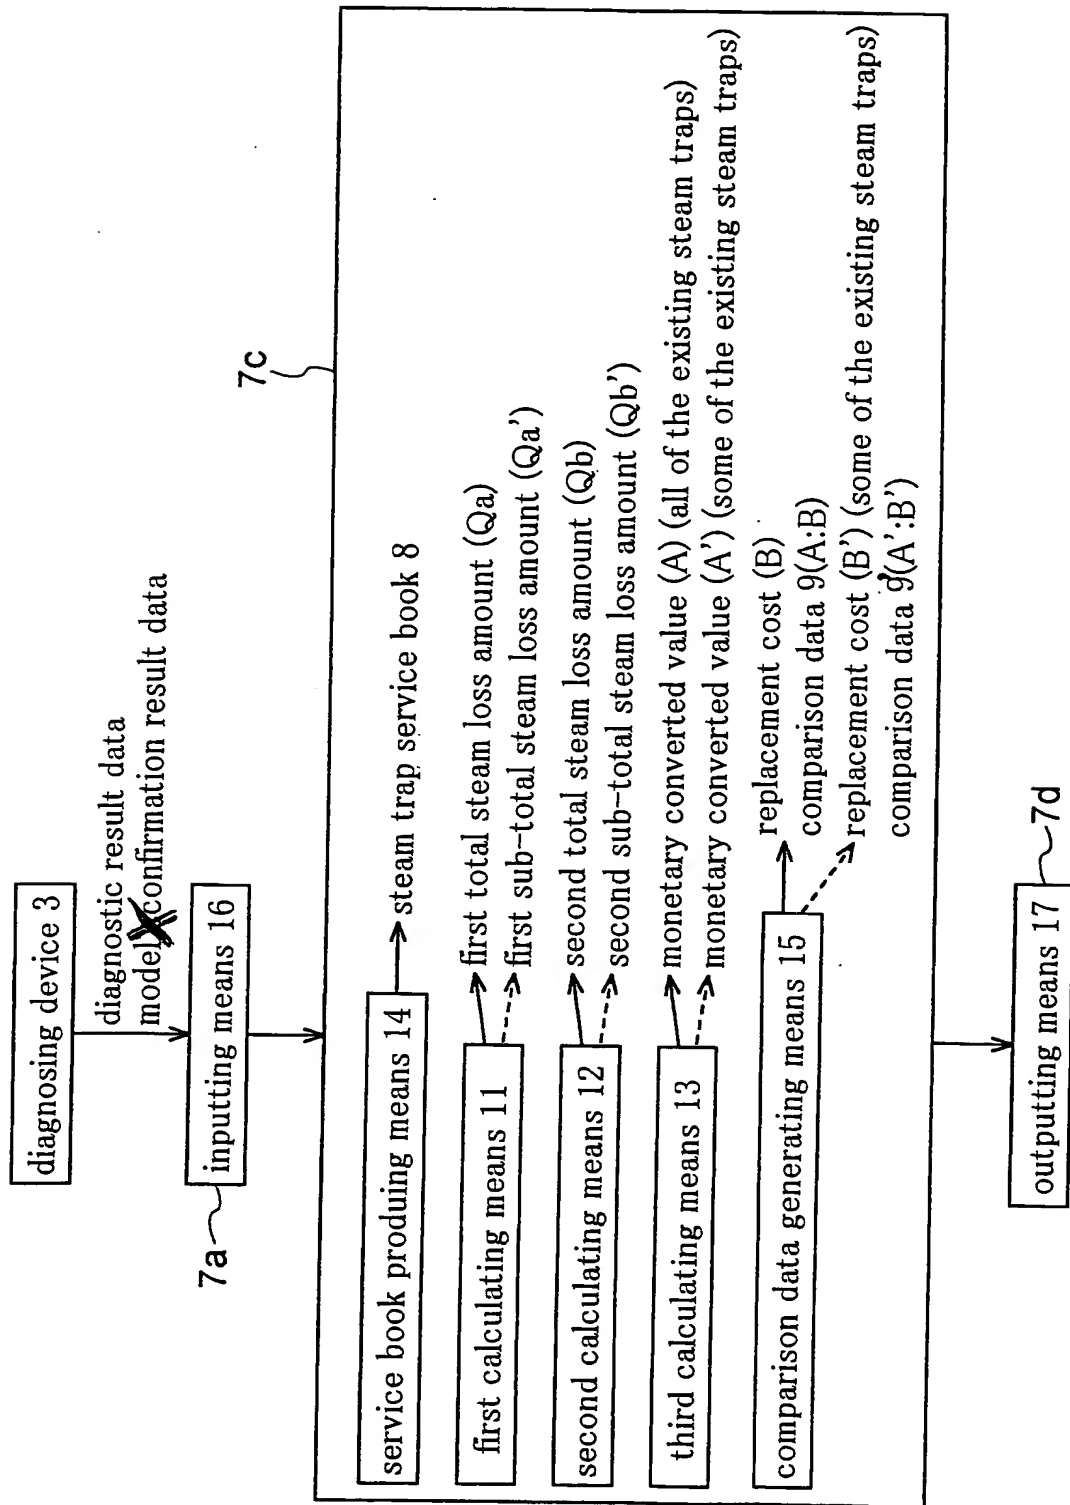 diagnosing device 3
diagnostic result data
model confirmation result data
7a
inputting means 16
7c
service book produing means 14
steam trap service book 8
first calculating means 11
first total steam loss amount (Qa)
first sub-total steam loss amount (Qa')
second calculating means 12
second total steam loss amount (Qb)
second sub-total steam loss amount (Qb')
third calculating means 13
monetary converted value (A) (all of the existing steam traps)
monetary converted value (A') (some of the existing steam traps)
comparison data generating means 15
replacement cost (B)
comparison data 9(A:B)
replacement cost (B') (some of the existing steam traps)
comparison data 9'(A':B')
outputting means 17
7d